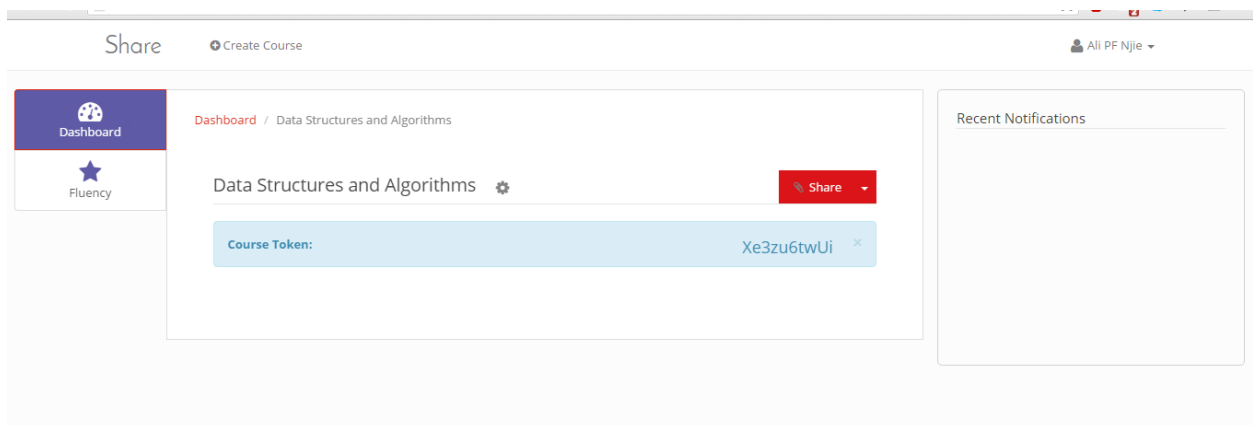 Share
Create Course
Ali PF Njie
Dashboard
Fluency
Dashboard / Data Structures and Algorithms
Data Structures and Algorithms
Share
Course Token:
Xe3zu6twUi ×
Recent Notifications